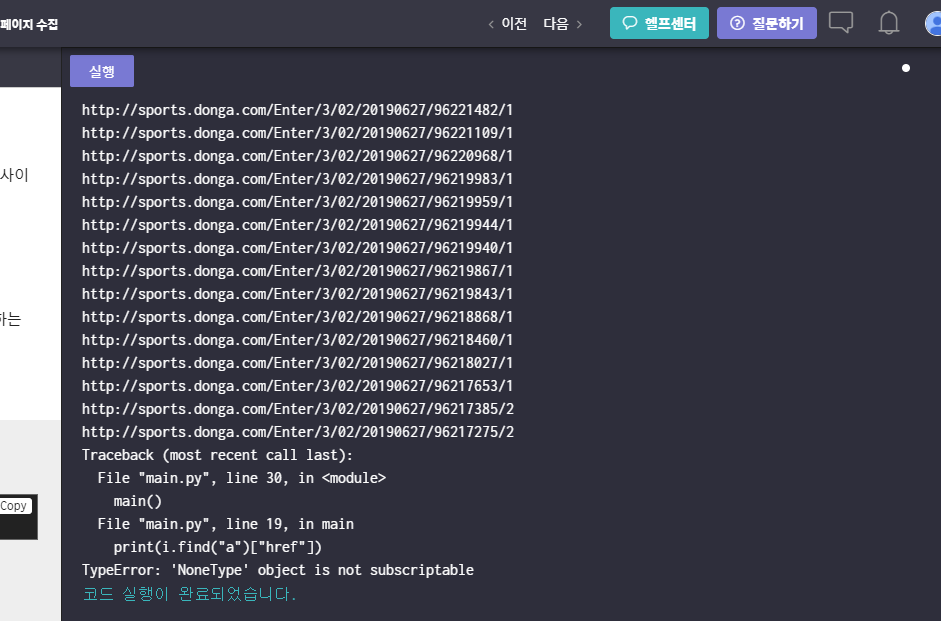 페이지 수집
‹ 이전 다음 ›
헬프센터
질문하기
실행
사이
하는
Copy
http://sports.donga.com/Enter/3/02/20190627/96221482/1
http://sports.donga.com/Enter/3/02/20190627/96221109/1
http://sports.donga.com/Enter/3/02/20190627/96220968/1
http://sports.donga.com/Enter/3/02/20190627/96219983/1
http://sports.donga.com/Enter/3/02/20190627/96219959/1
http://sports.donga.com/Enter/3/02/20190627/96219944/1
http://sports.donga.com/Enter/3/02/20190627/96219940/1
http://sports.donga.com/Enter/3/02/20190627/96219867/1
http://sports.donga.com/Enter/3/02/20190627/96219843/1
http://sports.donga.com/Enter/3/02/20190627/96218868/1
http://sports.donga.com/Enter/3/02/20190627/96218460/1
http://sports.donga.com/Enter/3/02/20190627/96218027/1
http://sports.donga.com/Enter/3/02/20190627/96217653/1
http://sports.donga.com/Enter/3/02/20190627/96217385/2
http://sports.donga.com/Enter/3/02/20190627/96217275/2
Traceback (most recent call last):
  File "main.py", line 30, in <module>
    main()
  File "main.py", line 19, in main
    print(i.find("a")["href"])
TypeError: 'NoneType' object is not subscriptable
코드 실행이 완료되었습니다.